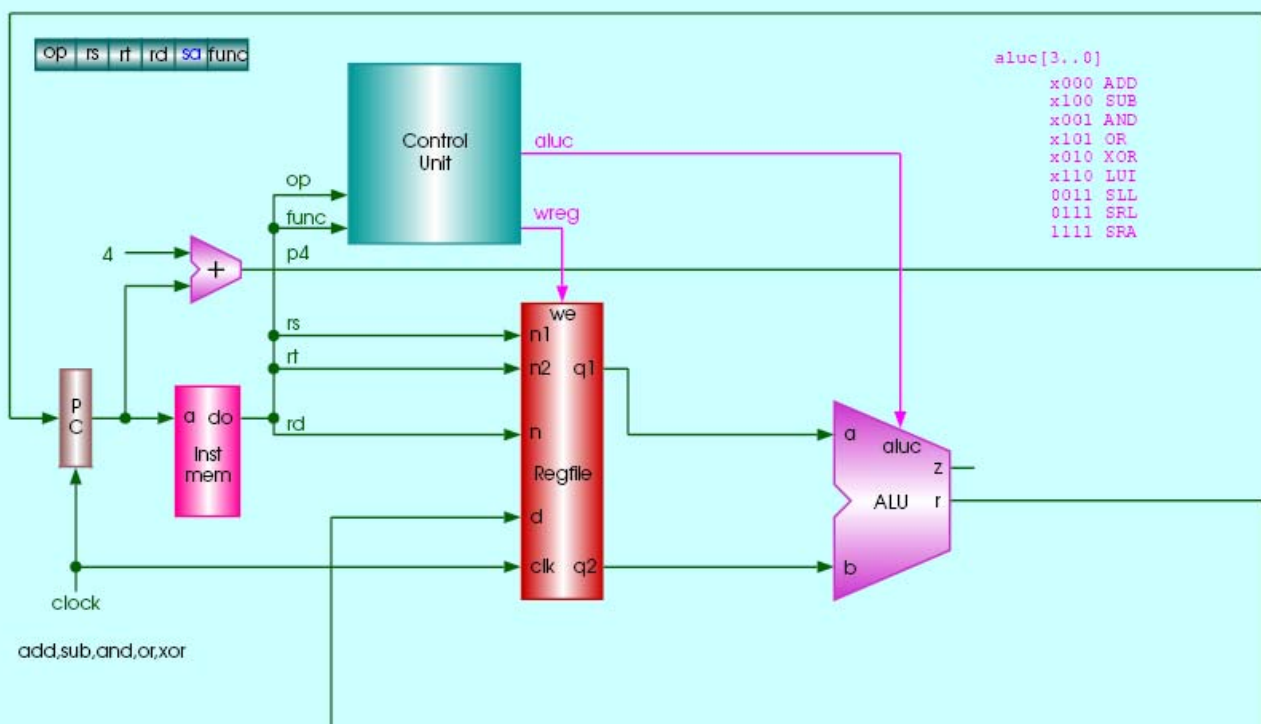 op rs rt rd sa func
aluc[3..0]
x000 ADD
x100 SUB
x001 AND
x101 OR
x010 XOR
x110 LUI
0011 SLL
0111 SRL
1111 SRA
Control
Unit
aluc
wreg
op
func
4
+
p4
rs
rt
rd
we
n1
n2 q1
n
Regfile
d
clk q2
P
C
a do
Inst
mem
a
aluc
z
ALU r
b
clock
add,sub,and,or,xor